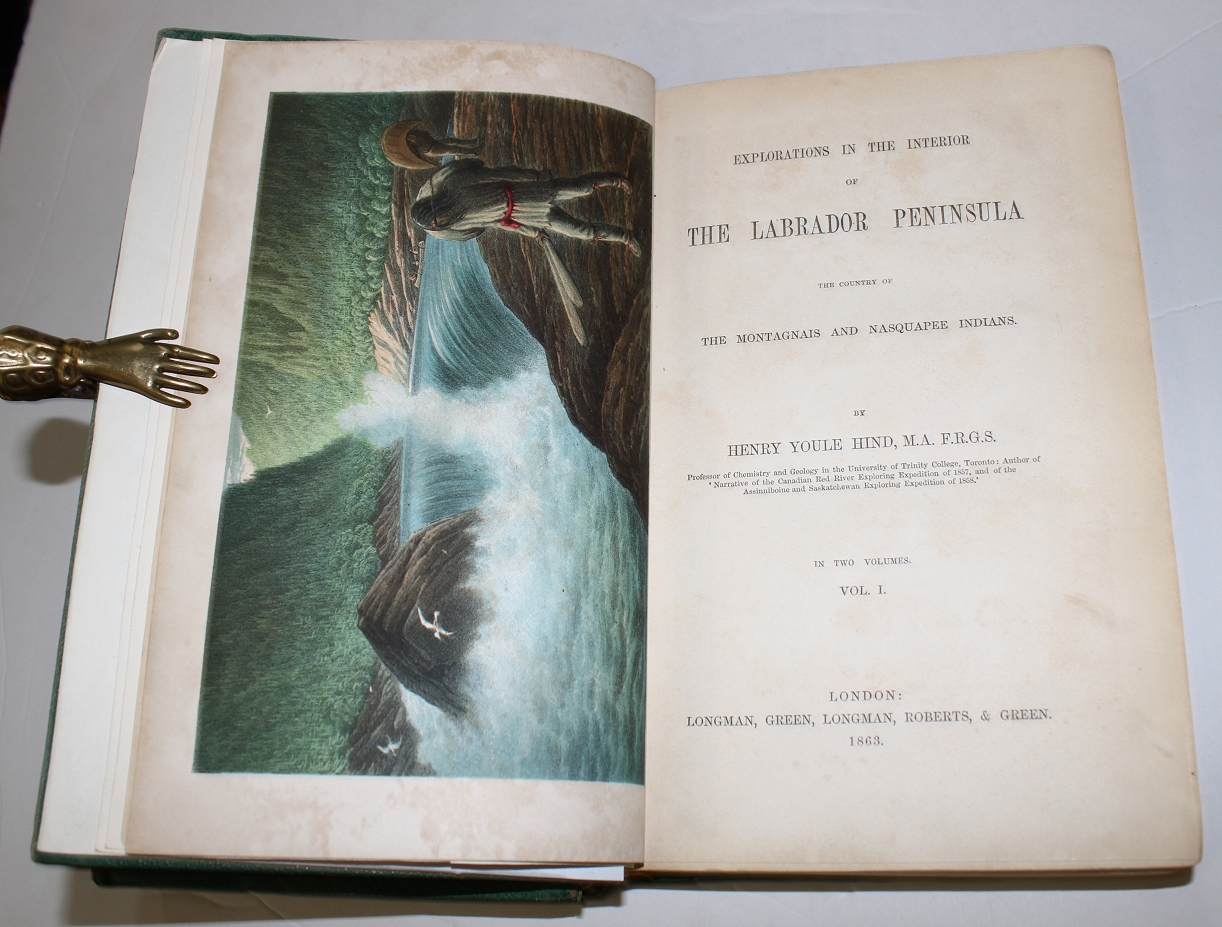 EXPLORATIONS IN THE INTERIOR
OF
THE LABRADOR PENINSULA
THE COUNTRY OF
THE MONTAGNAIS AND NASQUAPEE INDIANS.
BY
HENRY YOULE HIND, M.A. F.R.G.S.
Professor of Chemistry and Geology in the University of Trinity College, Toronto: Author of
'Narrative of the Canadian Red River Exploring Expedition of 1857, and of the
Assinniboine and Saskatchewan Exploring Expedition of 1858.'
IN TWO VOLUMES.
VOL. I.
LONDON:
LONGMAN, GREEN, LONGMAN, ROBERTS, & GREEN.
1863.